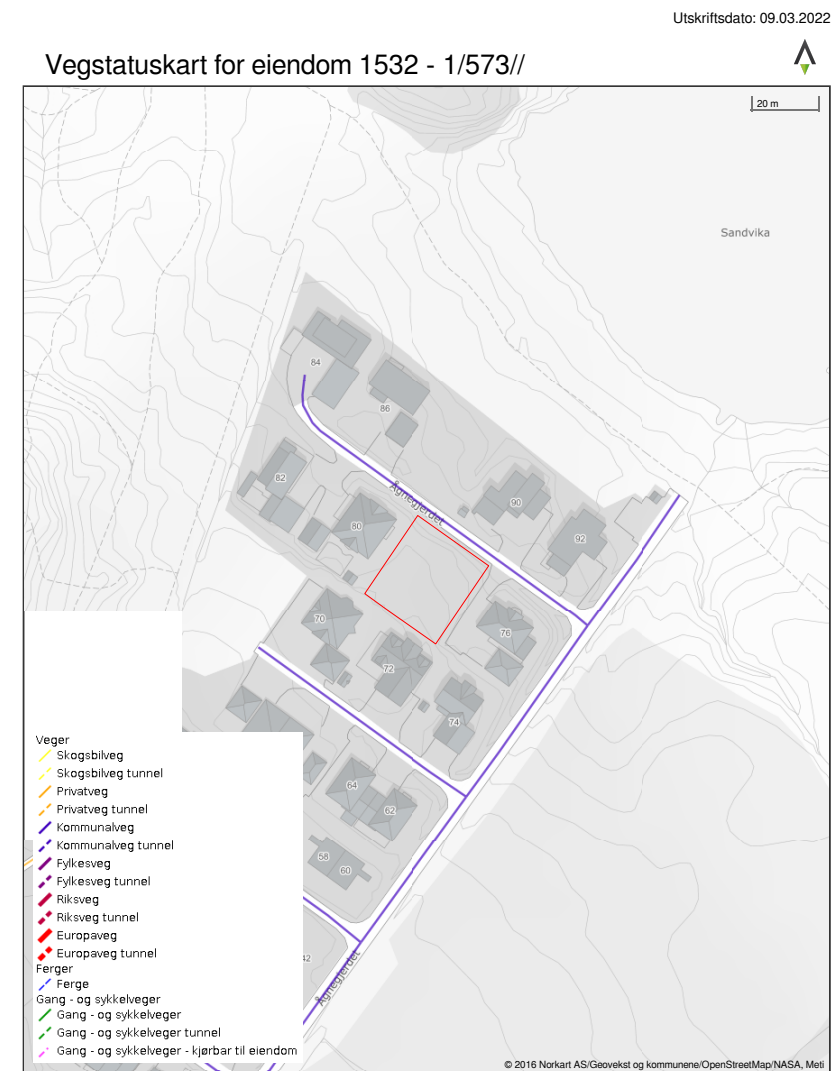 Utskriftsdato: 09.03.2022
Vegstatuskart for eiendom 1532 - 1/573//
20 m
Sandvika
84
86
82
Ågnegjerdet
90
80
92
70
76
72
74
64
62
58
60
42
Ågnegjerdet
Veger
Skogsbilveg
Skogsbilveg tunnel
Privatveg
Privatveg tunnel
Kommunalveg
Kommunalveg tunnel
Fylkesveg
Fylkesveg tunnel
Riksveg
Riksveg tunnel
Europaveg
Europaveg tunnel
Ferger
Ferge
Gang - og sykkelveger
Gang - og sykkelveger
Gang - og sykkelveger tunnel
Gang - og sykkelveger - kjørbar til eiendom
© 2016 Norkart AS/Geovekst og kommunene/OpenStreetMap/NASA, Meti